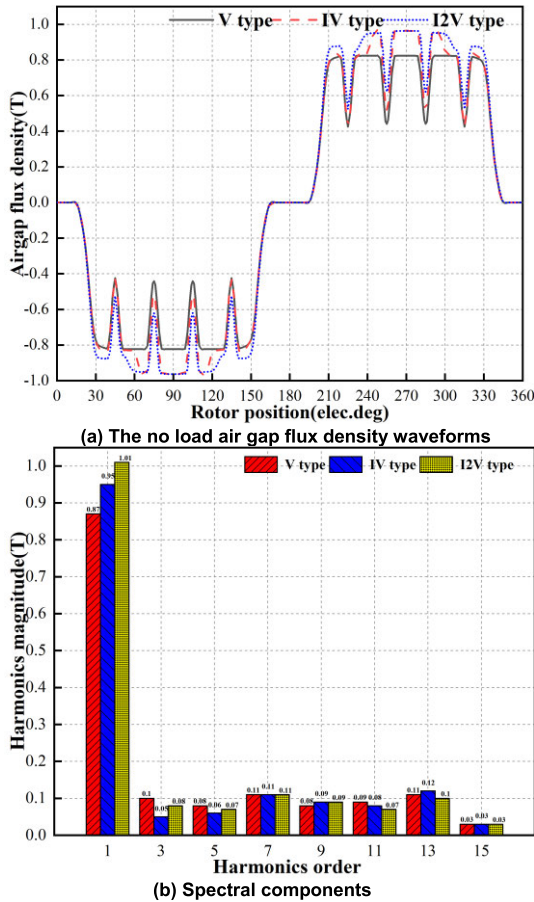 V type IV type I2V type
1.0
0.8
0.6
0.4
0.2
0.0
-0.2
-0.4
-0.6
-0.8
-1.0
Airgap flux density(T)
0 30 60 90 120 150 180 210 240 270 300 330 360
Rotor position(elec.deg)
(a) The no load air gap flux density waveforms
V type IV type I2V type
1.0
0.9
0.8
0.7
0.6
0.5
0.4
0.3
0.2
0.1
0.0
Harmonics magnitude(T)
0.87 0.95 1.01
0.1 0.05 0.08
0.08 0.06 0.07
0.11 0.11 0.11
0.08 0.09 0.09
0.09 0.08 0.07
0.11 0.12 0.1
0.03 0.03 0.03
1 3 5 7 9 11 13 15
Harmonics order
(b) Spectral components